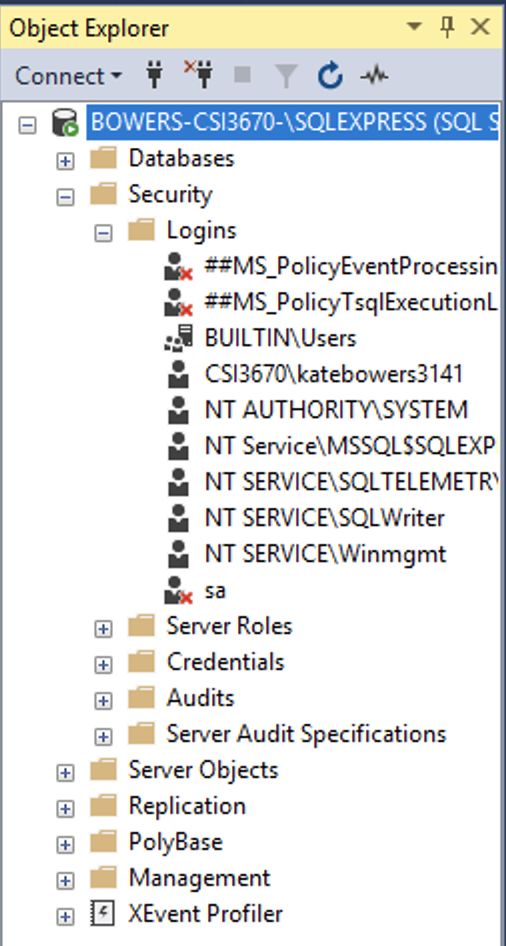 Object Explorer
Connect
BOWERS-CSI3670-\SQLEXPRESS (SQL S
Databases
Security
Logins
##MS_PolicyEventProcessin
##MS_PolicyTsqlExecutionL
BUILTIN\Users
CSI3670\katebowers3141
NT AUTHORITY\SYSTEM
NT Service\MSSQL$SQLEXP
NT SERVICE\SQLTELEMETRY
NT SERVICE\SQLWriter
NT SERVICE\Winmgmt
sa
Server Roles
Credentials
Audits
Server Audit Specifications
Server Objects
Replication
PolyBase
Management
XEvent Profiler